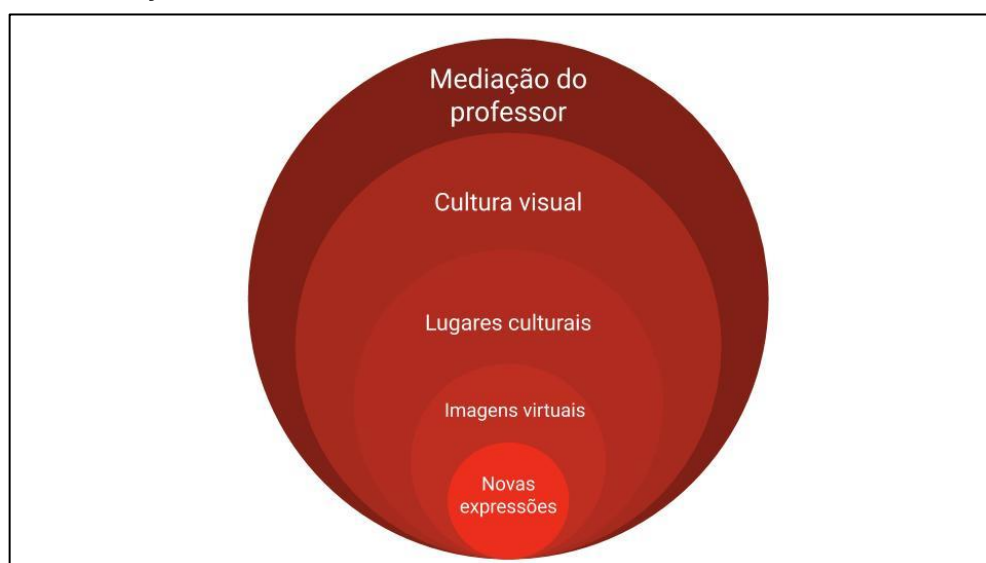 Mediação do
professor
Cultura visual
Lugares culturais
Imagens virtuais
Novas
expressões